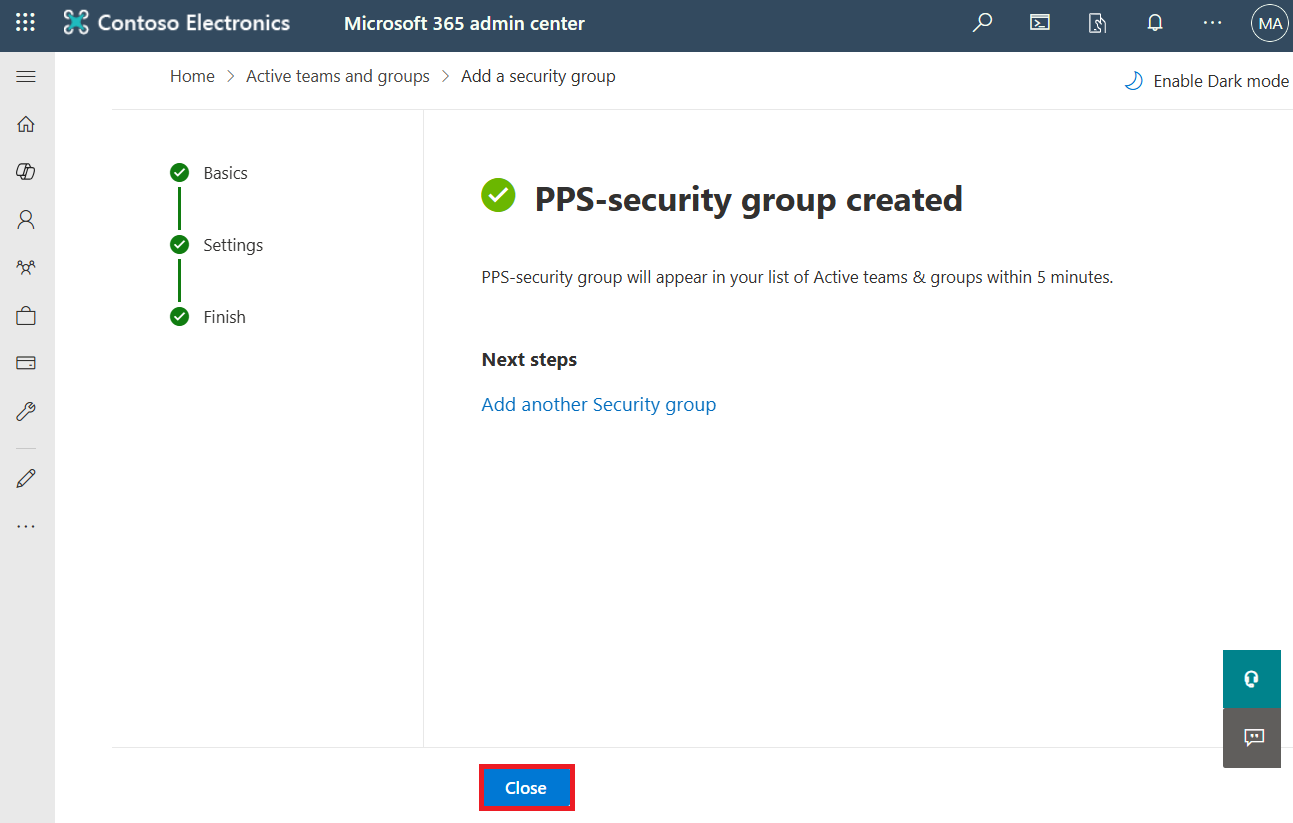 Contoso Electronics
Microsoft 365 admin center
MA
Home > Active teams and groups > Add a security group
Enable Dark mode
Basics
Settings
Finish
PPS-security group created
PPS-security group will appear in your list of Active teams & groups within 5 minutes.
Next steps
Add another Security group
Close